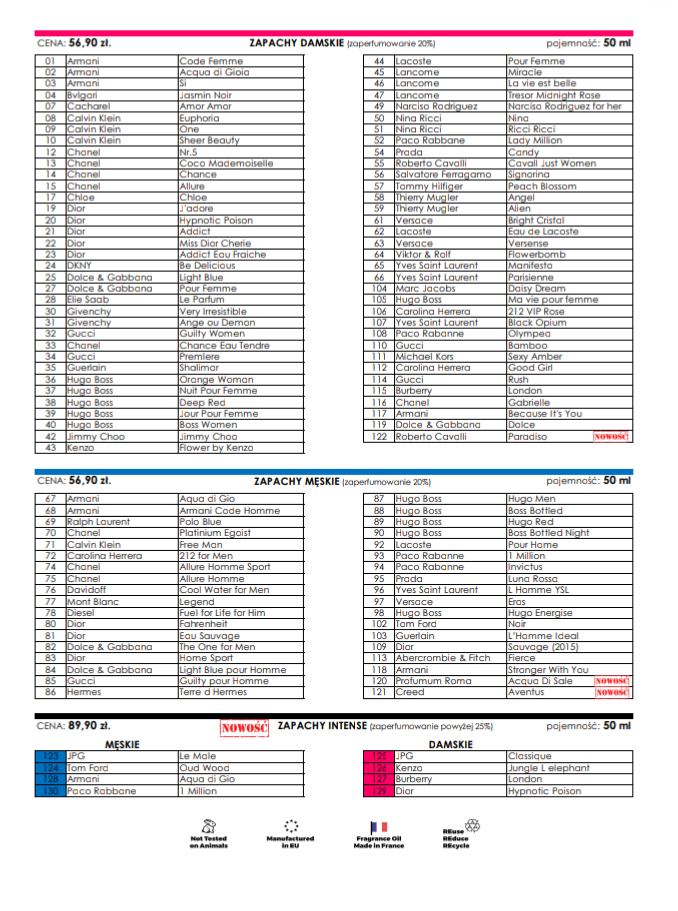 CENA: 56,90 zł. ZAPACHY DAMSKIE (zaperfumowanie 20%) pojemność: 50 ml
01 Armani Code Femme
02 Armani Acqua di Gioia
03 Armani Si
04 Bvlgari Jasmin Noir
07 Cacharel Amor Amor
08 Calvin Klein Euphoria
09 Calvin Klein One
10 Calvin Klein Sheer Beauty
12 Chanel Nr.5
13 Chanel Coco Mademoiselle
14 Chanel Chance
15 Chanel Allure
17 Chloe Chloe
19 Dior J'adore
20 Dior Hypnotic Poison
21 Dior Addict
22 Dior Miss Dior Cherie
23 Dior Addict Eau Fraiche
24 DKNY Be Delicious
25 Dolce & Gabbana Light Blue
27 Dolce & Gabbana Pour Femme
28 Elie Saab Le Parfum
30 Givenchy Very Irresistible
31 Givenchy Ange ou Demon
32 Gucci Guilty Women
33 Chanel Chance Eau Tendre
34 Gucci Premiere
35 Guerlain Shalimar
36 Hugo Boss Orange Woman
37 Hugo Boss Nuit Pour Femme
38 Hugo Boss Deep Red
39 Hugo Boss Jour Pour Femme
40 Hugo Boss Boss Women
42 Jimmy Choo Jimmy Choo
43 Kenzo Flower by Kenzo
44 Lacoste Pour Femme
45 Lancome Miracle
46 Lancome La vie est belle
47 Lancome Tresor Midnight Rose
49 Narciso Rodriguez Narciso Rodriguez for her
50 Nina Ricci Nina
51 Nina Ricci Ricci Ricci
52 Paco Rabbane Lady Million
54 Prada Candy
55 Roberto Cavalli Cavall Just Women
56 Salvatore Ferragamo Signorina
57 Tommy Hilfiger Peach Blossom
58 Thierry Mugler Angel
59 Thierry Mugler Alien
61 Versace Bright Cristal
62 Lacoste Eau de Lacoste
63 Versace Versense
64 Viktor & Rolf Flowerbomb
65 Yves Saint Laurent Manifesto
66 Yves Saint Laurent Parisienne
104 Marc Jacobs Daisy Dream
105 Hugo Boss Ma vie pour femme
106 Carolina Herrera 212 VIP Rose
107 Yves Saint Laurent Black Opium
108 Paco Rabanne Olympea
110 Gucci Bamboo
111 Michael Kors Sexy Amber
112 Carolina Herrera Good Girl
114 Gucci Rush
115 Burberry London
116 Chanel Gabrielle
117 Armani Because It's You
119 Dolce & Gabbana Dolce
122 Roberto Cavalli Paradiso NOWOŚĆ
CENA: 56,90 zł. ZAPACHY MĘSKIE (zaperfumowanie 20%) pojemność: 50 ml
67 Armani Aqua di Gio
68 Armani Armani Code Homme
69 Ralph Laurent Polo Blue
70 Chanel Platinium Egoist
71 Calvin Klein Free Man
72 Carolina Herrera 212 for Men
74 Chanel Allure Homme Sport
75 Chanel Allure Homme
76 Davidoff Cool Water for Men
77 Mont Blanc Legend
78 Diesel Fuel for Life for Him
80 Dior Fahrenheit
81 Dior Eau Sauvage
82 Dolce & Gabbana The One for Men
83 Dior Home Sport
84 Dolce & Gabbana Light Blue pour Homme
85 Gucci Guilty pour Homme
86 Hermes Terre d Hermes
87 Hugo Boss Hugo Men
88 Hugo Boss Boss Bottled
89 Hugo Boss Hugo Red
90 Hugo Boss Boss Bottled Night
92 Lacoste Pour Home
93 Paco Rabanne 1 Million
94 Paco Rabanne Invictus
95 Prada Luna Rossa
96 Yves Saint Laurent L Homme YSL
97 Versace Eros
98 Hugo Boss Hugo Energise
102 Tom Ford Noir
103 Guerlain L'Homme Ideal
109 Dior Sauvage (2015)
113 Abercrombie & Fitch Fierce
118 Armani Stronger With You
120 Profumum Roma Acqua Di Sale NOWOŚĆ
121 Creed Aventus NOWOŚĆ
CENA: 89,90 zł. NOWOŚĆ ZAPACHY INTENSE (zaperfumowanie powyżej 25%) pojemność: 50 ml
MĘSKIE
123 JPG Le Male
124 Tom Ford Oud Wood
128 Armani Aqua di Gio
130 Paco Rabbane 1 Million
DAMSKIE
125 JPG Classique
126 Kenzo Jungle L elephant
127 Burberry London
129 Dior Hypnotic Poison
Not Tested
on Animals
Manufactured
in EU
Fragrance Oil
Made in France
REuse
REduce
REcycle